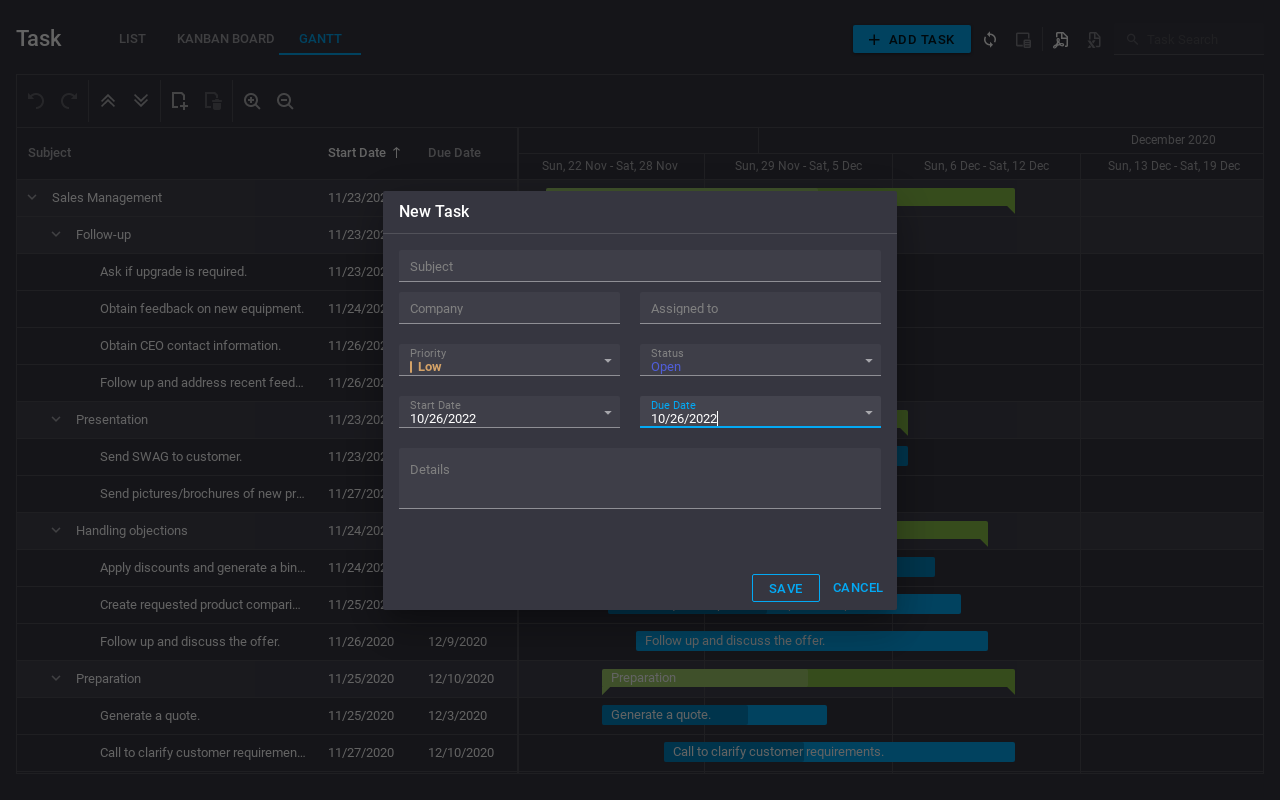 Task
LIST
KANBAN BOARD
GANTT
ADD TASK
Task Search
Subject
Start Date
Due Date
December 2020
Sun, 22 Nov - Sat, 28 Nov
Sun, 29 Nov - Sat, 5 Dec
Sun, 6 Dec - Sat, 12 Dec
Sun, 13 Dec - Sat, 19 Dec
Sales Management
11/23/202
Follow-up
11/23/202
Ask if upgrade is required.
11/23/202
Obtain feedback on new equipment.
11/24/202
Obtain CEO contact information.
11/26/202
Follow up and address recent feed...
11/26/202
Presentation
11/23/202
Send SWAG to customer.
11/23/202
Send pictures/brochures of new pr...
11/27/202
Handling objections
11/24/202
Apply discounts and generate a bin...
11/24/202
Create requested product compari...
11/25/202
Follow up and discuss the offer.
11/26/2020
12/9/2020
Follow up and discuss the offer.
Preparation
11/25/2020
12/10/2020
Preparation
Generate a quote.
11/25/2020
12/3/2020
Generate a quote.
Call to clarify customer requiremen...
11/27/2020
12/10/2020
Call to clarify customer requirements.
New Task
Subject
Company
Assigned to
Priority
Low
Status
Open
Start Date
10/26/2022
Due Date
10/26/2022
Details
SAVE
CANCEL